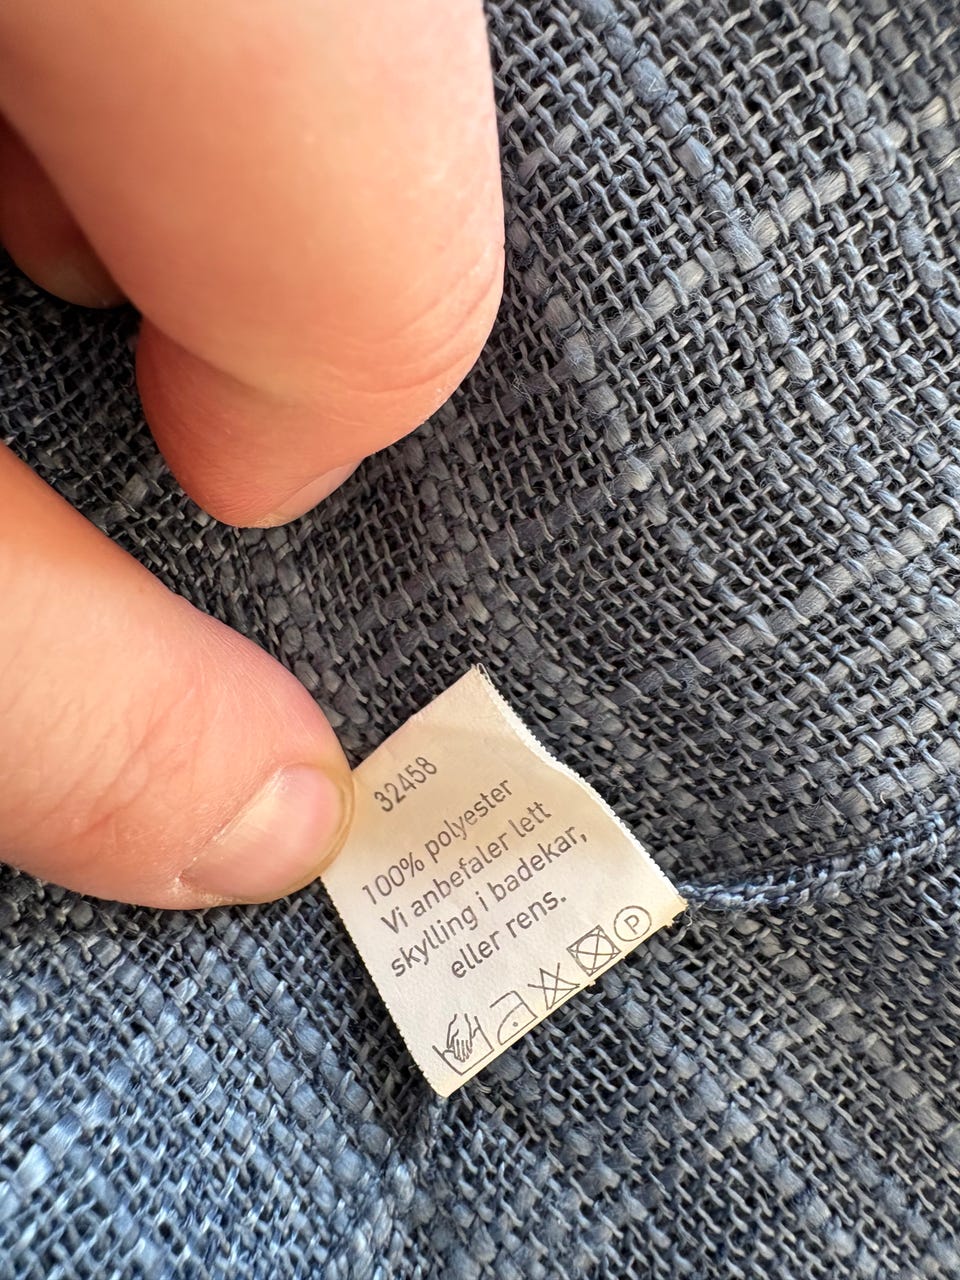 32458
100% polyester
Vi anbefaler lett
skylling i badekar,
eller rens.
P